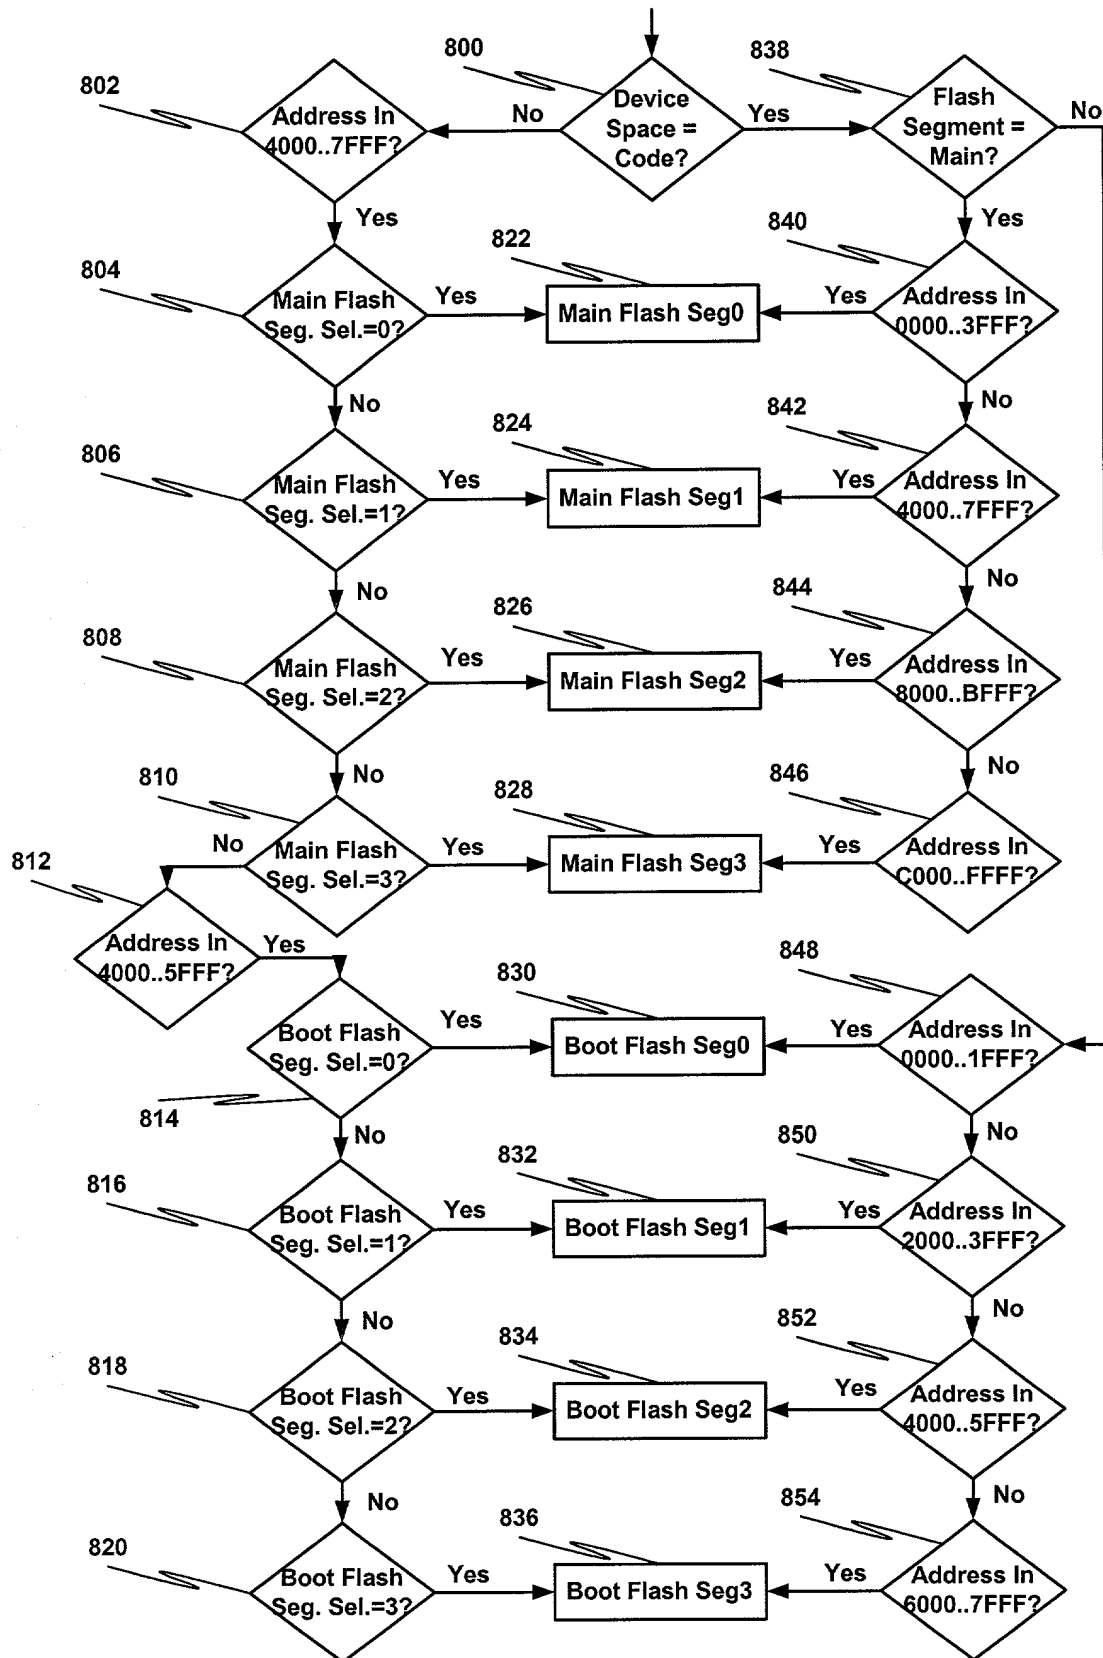 800
838
802
Device
Space =
Code?
No
Yes
Flash
Segment =
Main?
No
Address In
4000..7FFF?
Yes
Yes
822
840
804
Main Flash
Seg. Sel.=0?
Yes
Main Flash Seg0
Yes
Address In
0000..3FFF?
No
No
824
842
806
Main Flash
Seg. Sel.=1?
Yes
Main Flash Seg1
Yes
Address In
4000..7FFF?
No
No
826
844
808
Main Flash
Seg. Sel.=2?
Yes
Main Flash Seg2
Yes
Address In
8000..BFFF?
No
No
810
828
846
No
Main Flash
Seg. Sel.=3?
Yes
Main Flash Seg3
Yes
Address In
C000..FFFF?
812
Address In
4000..5FFF?
Yes
830
848
Boot Flash
Seg. Sel.=0?
Yes
Boot Flash Seg0
Yes
Address In
0000..1FFF?
814
No
No
832
850
816
Boot Flash
Seg. Sel.=1?
Yes
Boot Flash Seg1
Yes
Address In
2000..3FFF?
No
No
834
852
818
Boot Flash
Seg. Sel.=2?
Yes
Boot Flash Seg2
Yes
Address In
4000..5FFF?
No
No
836
854
820
Boot Flash
Seg. Sel.=3?
Yes
Boot Flash Seg3
Yes
Address In
6000..7FFF?